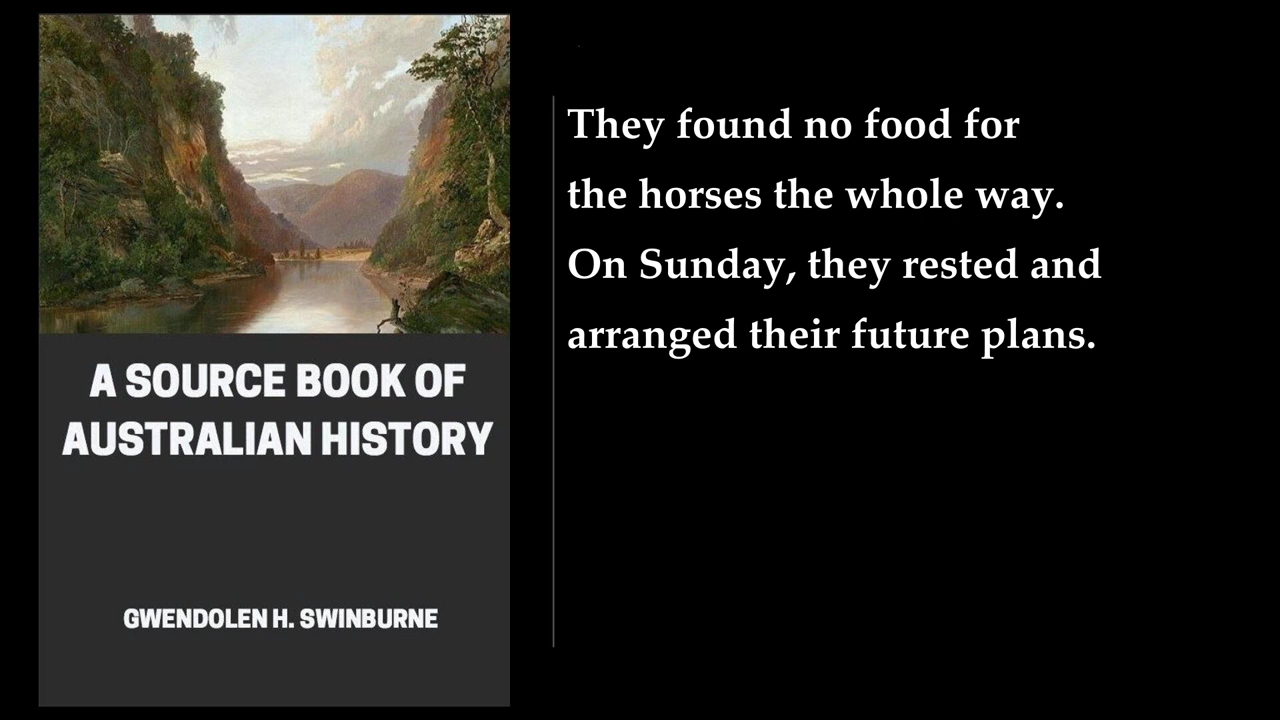 A SOURCE BOOK OF
AUSTRALIAN HISTORY
GWENDOLEN H. SWINBURNE
They found no food for
the horses the whole way.
On Sunday, they rested and
arranged their future plans.